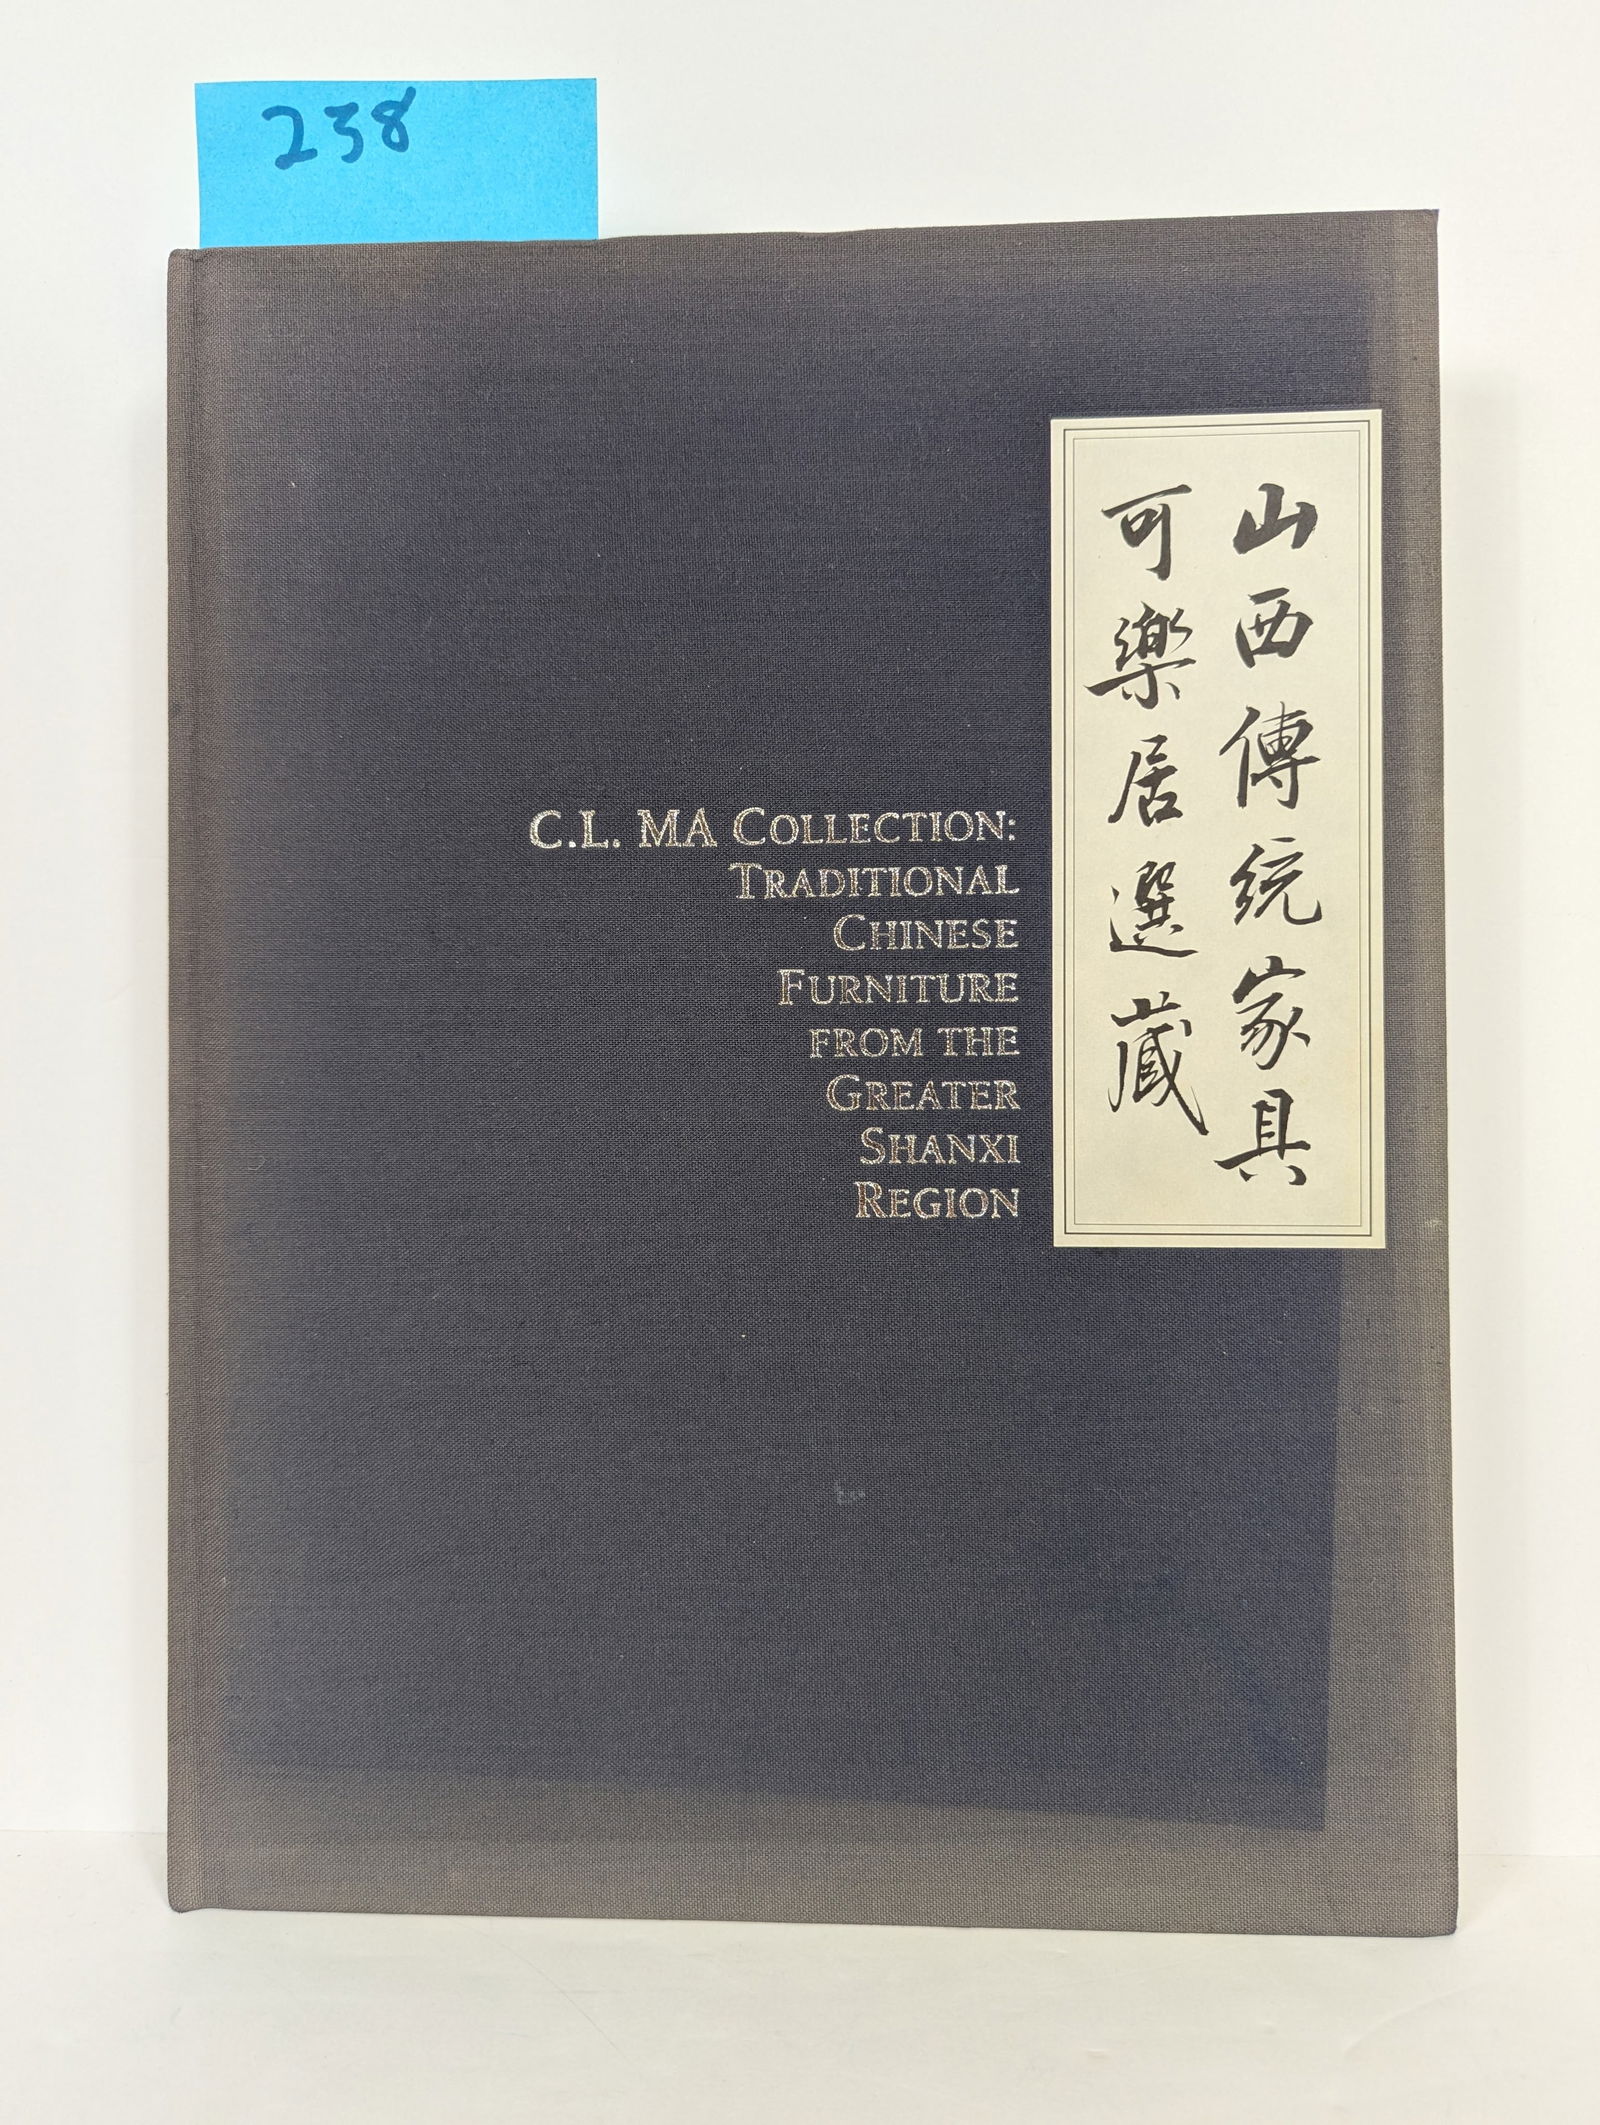 238
C.L. MA COLLECTION:
TRADITIONAL
CHINESE
FURNITURE
FROM THE
GREATER
SHANXI
REGION
山西傳統家具
可樂居選藏